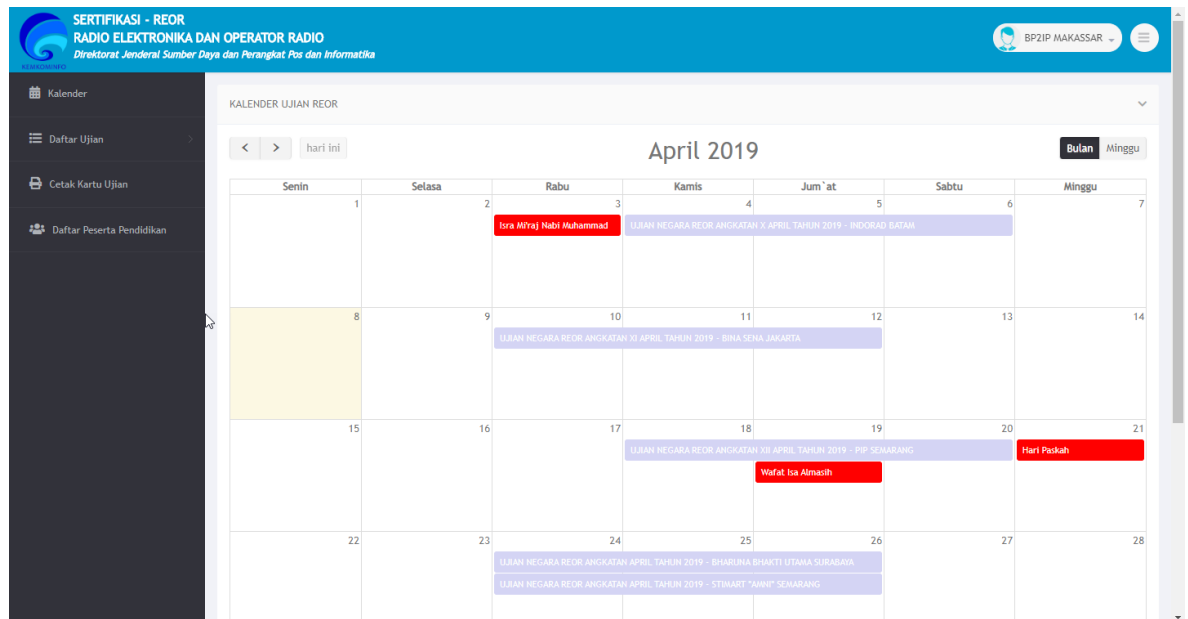 SERTIFIKASI - REOR
RADIO ELEKTRONIKA DAN OPERATOR RADIO
Direktorat Jenderal Sumber Daya dan Perangkat Pos dan Informatika
KEMKOMINFO
BP2IP MAKASSAR
Kalender
Daftar Ujian
Cetak Kartu Ujian
Daftar Peserta Pendidikan
KALENDER UJIAN REOR
hari ini
April 2019
Bulan Minggu
Senin Selasa Rabu Kamis Jum`at Sabtu Minggu
1 2 3 4 5 6 7
Isra Mi'raj Nabi Muhammad UJIAN NEGARA REOR ANGKATAN X APRIL TAHUN 2019 - INDORAD BATAM
8 9 10 11 12 13 14
UJIAN NEGARA REOR ANGKATAN XI APRIL TAHUN 2019 - BINA SENA JAKARTA
15 16 17 18 19 20 21
UJIAN NEGARA REOR ANGKATAN XII APRIL TAHUN 2019 - PIP SEMARANG Hari Paskah
Wafat Isa Almasih
22 23 24 25 26 27 28
UJIAN NEGARA REOR ANGKATAN APRIL TAHUN 2019 - BHARUNA BHAKTI UTAMA SURABAYA
UJIAN NEGARA REOR ANGKATAN APRIL TAHUN 2019 - STIMART "AMNI" SEMARANG